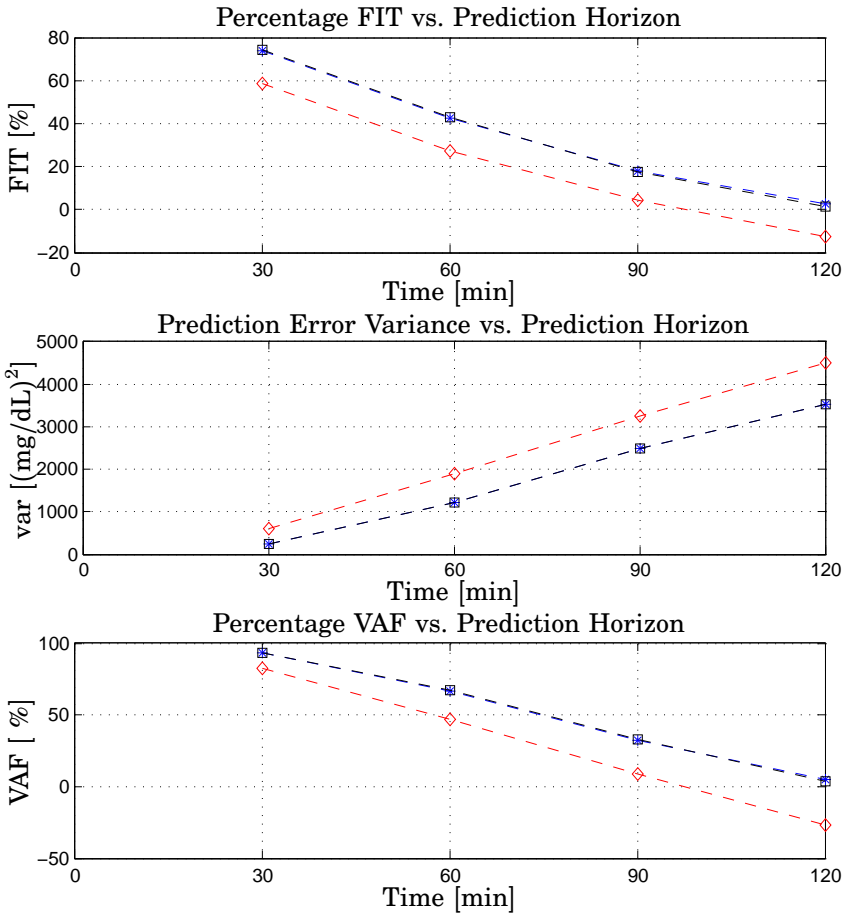 Percentage FIT vs. Prediction Horizon
FIT [%]
80
60
40
20
0
−20
0 30 60 90 120
Time [min]
Prediction Error Variance vs. Prediction Horizon
var [(mg/dL)²]
5000
4000
3000
2000
1000
0
0 30 60 90 120
Time [min]
Percentage VAF vs. Prediction Horizon
VAF [ %]
100
50
0
−50
0 30 60 90 120
Time [min]